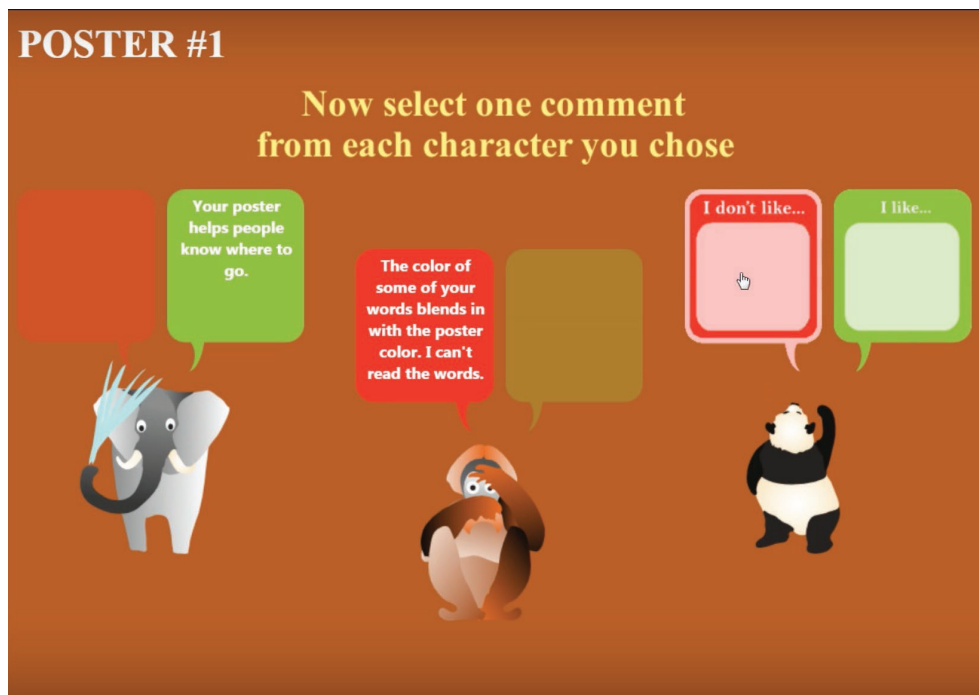 POSTER #1
Now select one comment
from each character you chose
Your poster
helps people
know where to
go.
The color of
some of your
words blends in
with the poster
color. I can't
read the words.
I don't like...
I like...